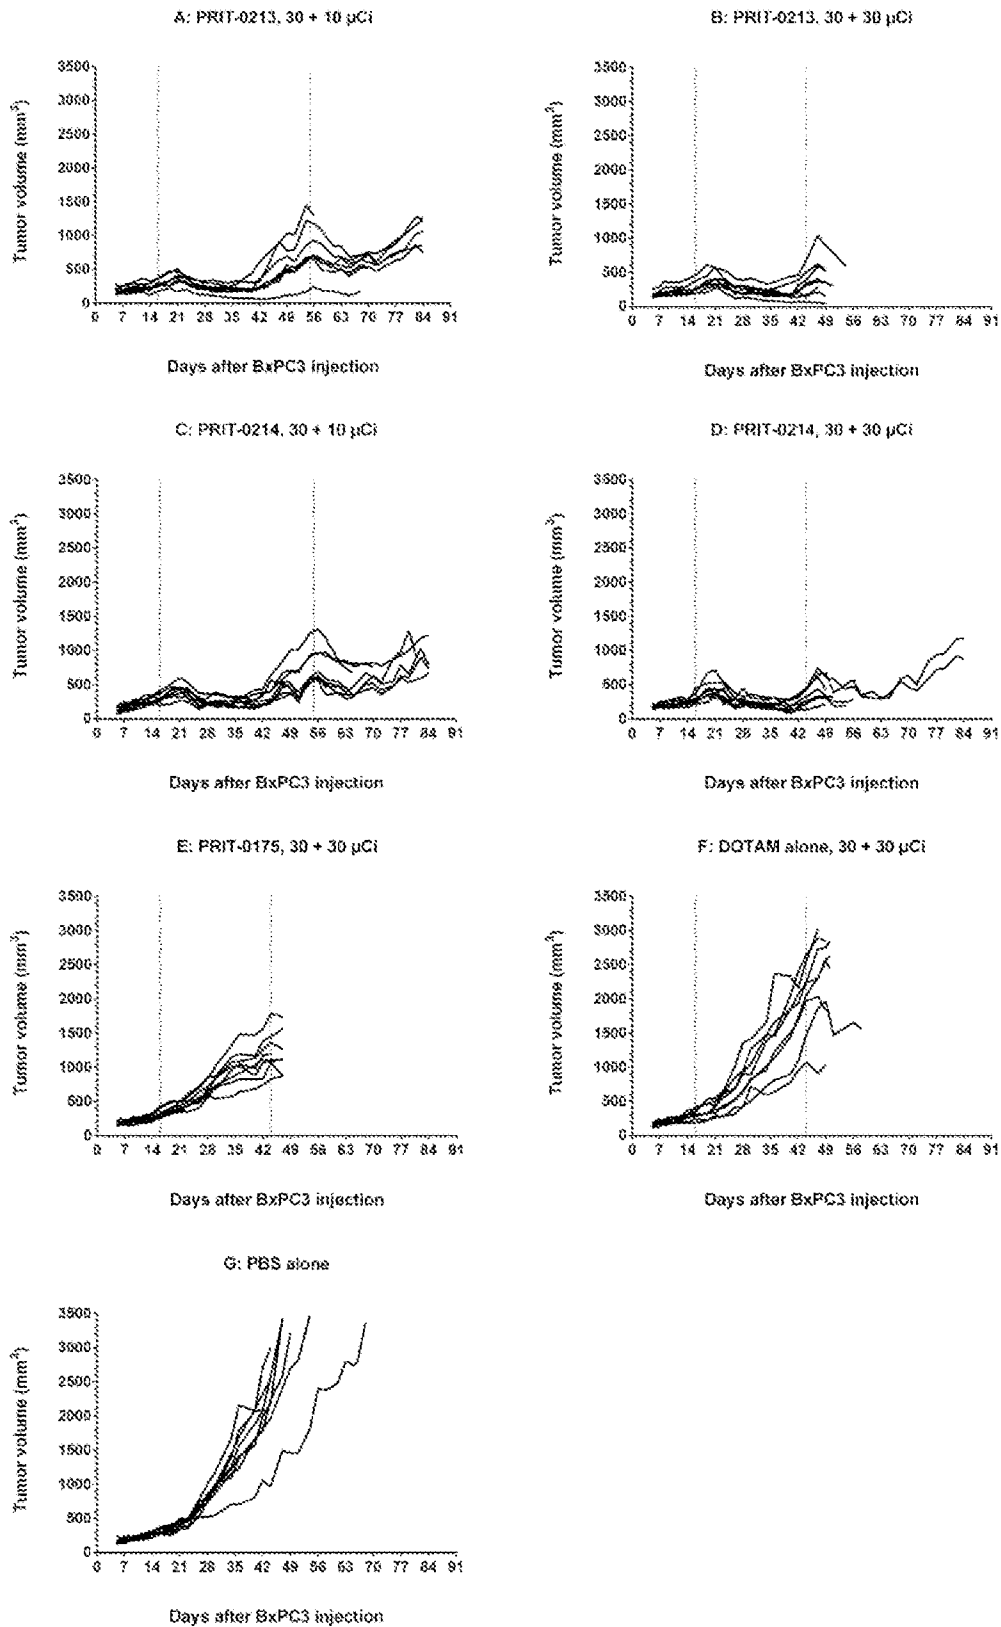 A: PRIT-0213, 30 + 10 µCi
Tumor volume (mm³)
3500
3000
2500
2000
1500
1000
500
0
0 7 14 21 28 35 42 49 56 63 70 77 84 91
Days after BxPC3 injection
B: PRIT-0213, 30 + 30 µCi
Tumor volume (mm³)
3500
3000
2500
2000
1500
1000
500
0
0 7 14 21 28 35 42 49 56 63 70 77 84 91
Days after BxPC3 injection
C: PRIT-0214, 30 + 10 µCi
Tumor volume (mm³)
3500
3000
2500
2000
1500
1000
500
0
0 7 14 21 28 35 42 49 56 63 70 77 84 91
Days after BxPC3 injection
D: PRIT-0214, 30 + 30 µCi
Tumor volume (mm³)
3500
3000
2500
2000
1500
1000
500
0
0 7 14 21 28 35 42 49 56 63 70 77 84 91
Days after BxPC3 injection
E: PRIT-0175, 30 + 30 µCi
Tumor volume (mm³)
3500
3000
2500
2000
1500
1000
500
0
0 7 14 21 28 35 42 49 56 63 70 77 84 91
Days after BxPC3 injection
F: DOTAM alone, 30 + 30 µCi
Tumor volume (mm³)
3500
3000
2500
2000
1500
1000
500
0
0 7 14 21 28 35 42 49 56 63 70 77 84 91
Days after BxPC3 injection
G: PBS alone
Tumor volume (mm³)
3500
3000
2500
2000
1500
1000
500
0
0 7 14 21 28 35 42 49 56 63 70 77 84 91
Days after BxPC3 injection